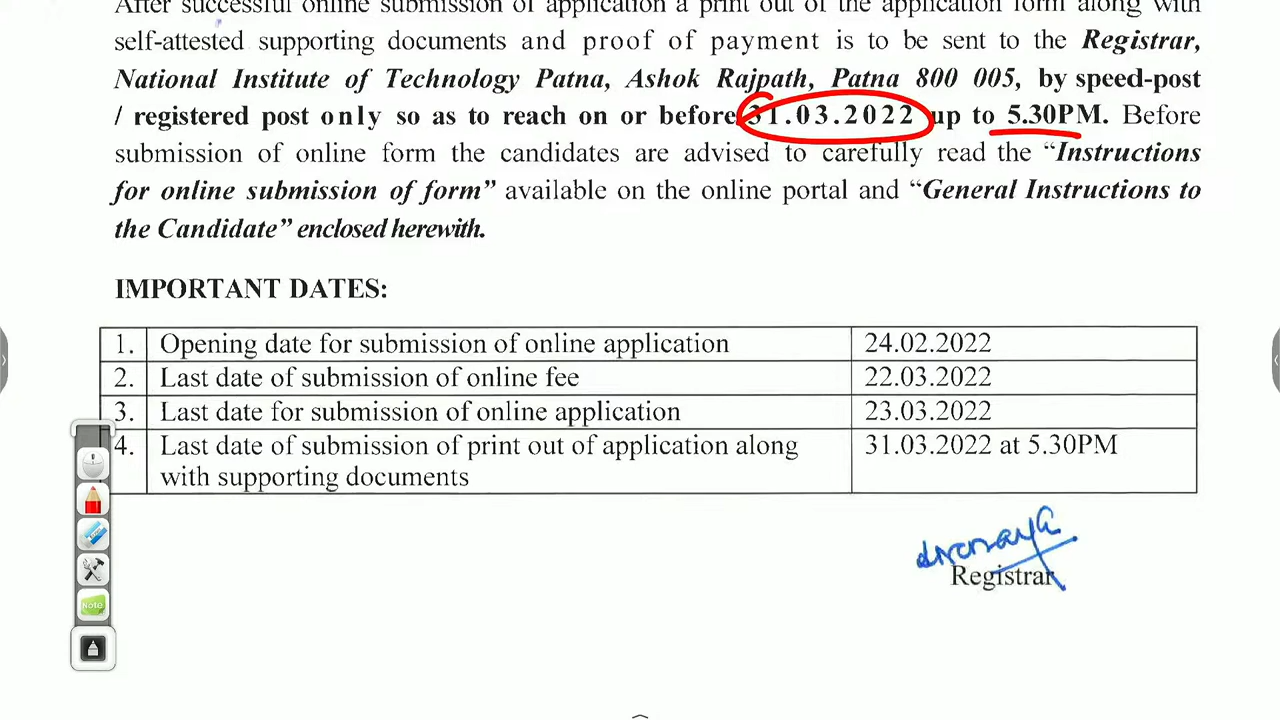 After successful online submission of application a print out of the application form along with
self-attested supporting documents and proof of payment is to be sent to the Registrar,
National Institute of Technology Patna, Ashok Rajpath, Patna 800 005, by speed-post
/ registered post only so as to reach on or before 31.03.2022 up to 5.30PM. Before
submission of online form the candidates are advised to carefully read the “Instructions
for online submission of form” available on the online portal and “General Instructions to
the Candidate” enclosed herewith.
IMPORTANT DATES:
1. Opening date for submission of online application 24.02.2022
2. Last date of submission of online fee 22.03.2022
3. Last date for submission of online application 23.03.2022
4. Last date of submission of print out of application along 31.03.2022 at 5.30PM
with supporting documents
Registrar
Note